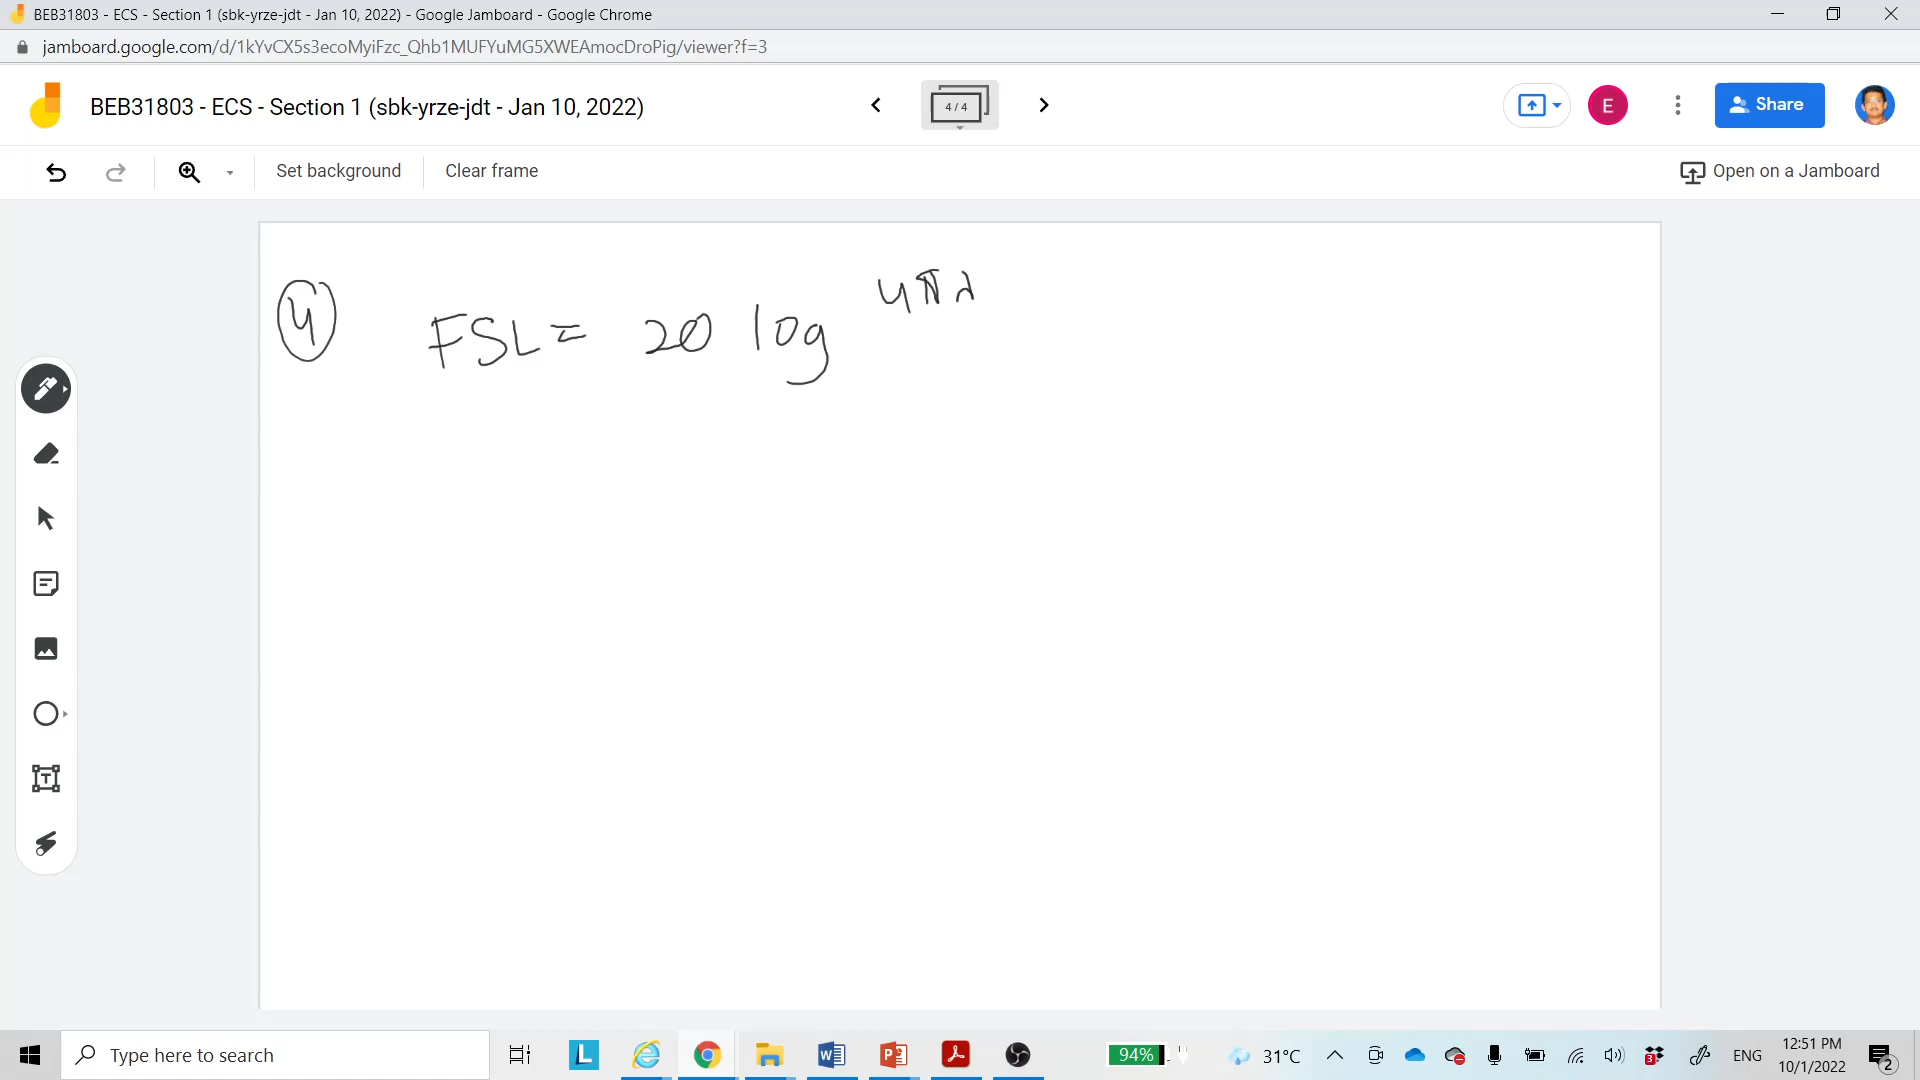 BEB31803 - ECS - Section 1 (sbk-yrze-jdt - Jan 10, 2022) - Google Jamboard - Google Chrome
jamboard.google.com/d/1kYvCX5s3ecoMyiFzc_Qhb1MUFYuMG5XWEAmocDroPig/viewer?f=3
BEB31803 - ECS - Section 1 (sbk-yrze-jdt - Jan 10, 2022)
4 / 4
E
Share
Set background
Clear frame
Open on a Jamboard
4 FSL = 20 log 4πλ
Type here to search
94%
31°C
ENG
12:51 PM
10/1/2022
3
2